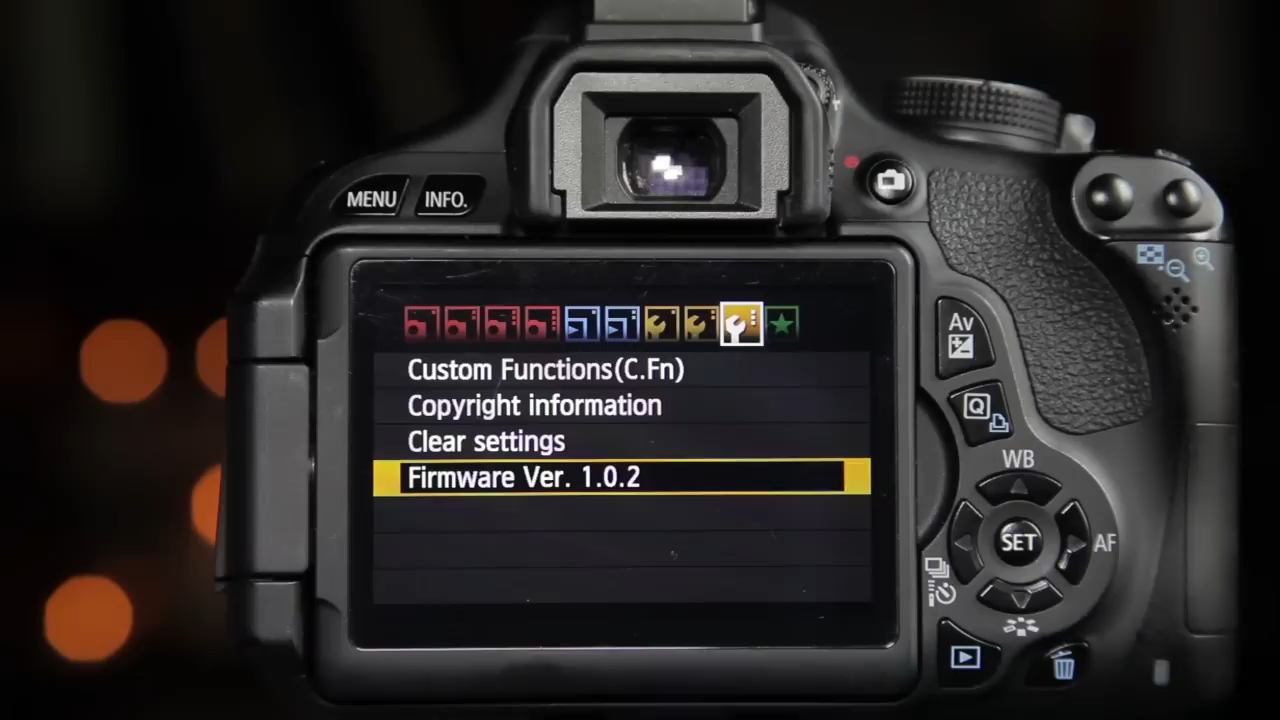 MENU
INFO.
Custom Functions(C.Fn)
Copyright information
Clear settings
Firmware Ver. 1.0.2
Av
Q
WB
SET
AF